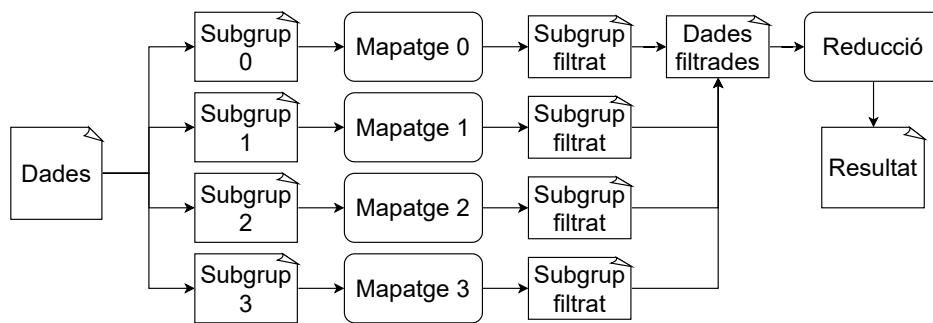 Dades
Subgrup
0
Mapatge 0
Subgrup
filtrat
Dades
filtrades
Reducció
Subgrup
1
Mapatge 1
Subgrup
filtrat
Resultat
Subgrup
2
Mapatge 2
Subgrup
filtrat
Subgrup
3
Mapatge 3
Subgrup
filtrat